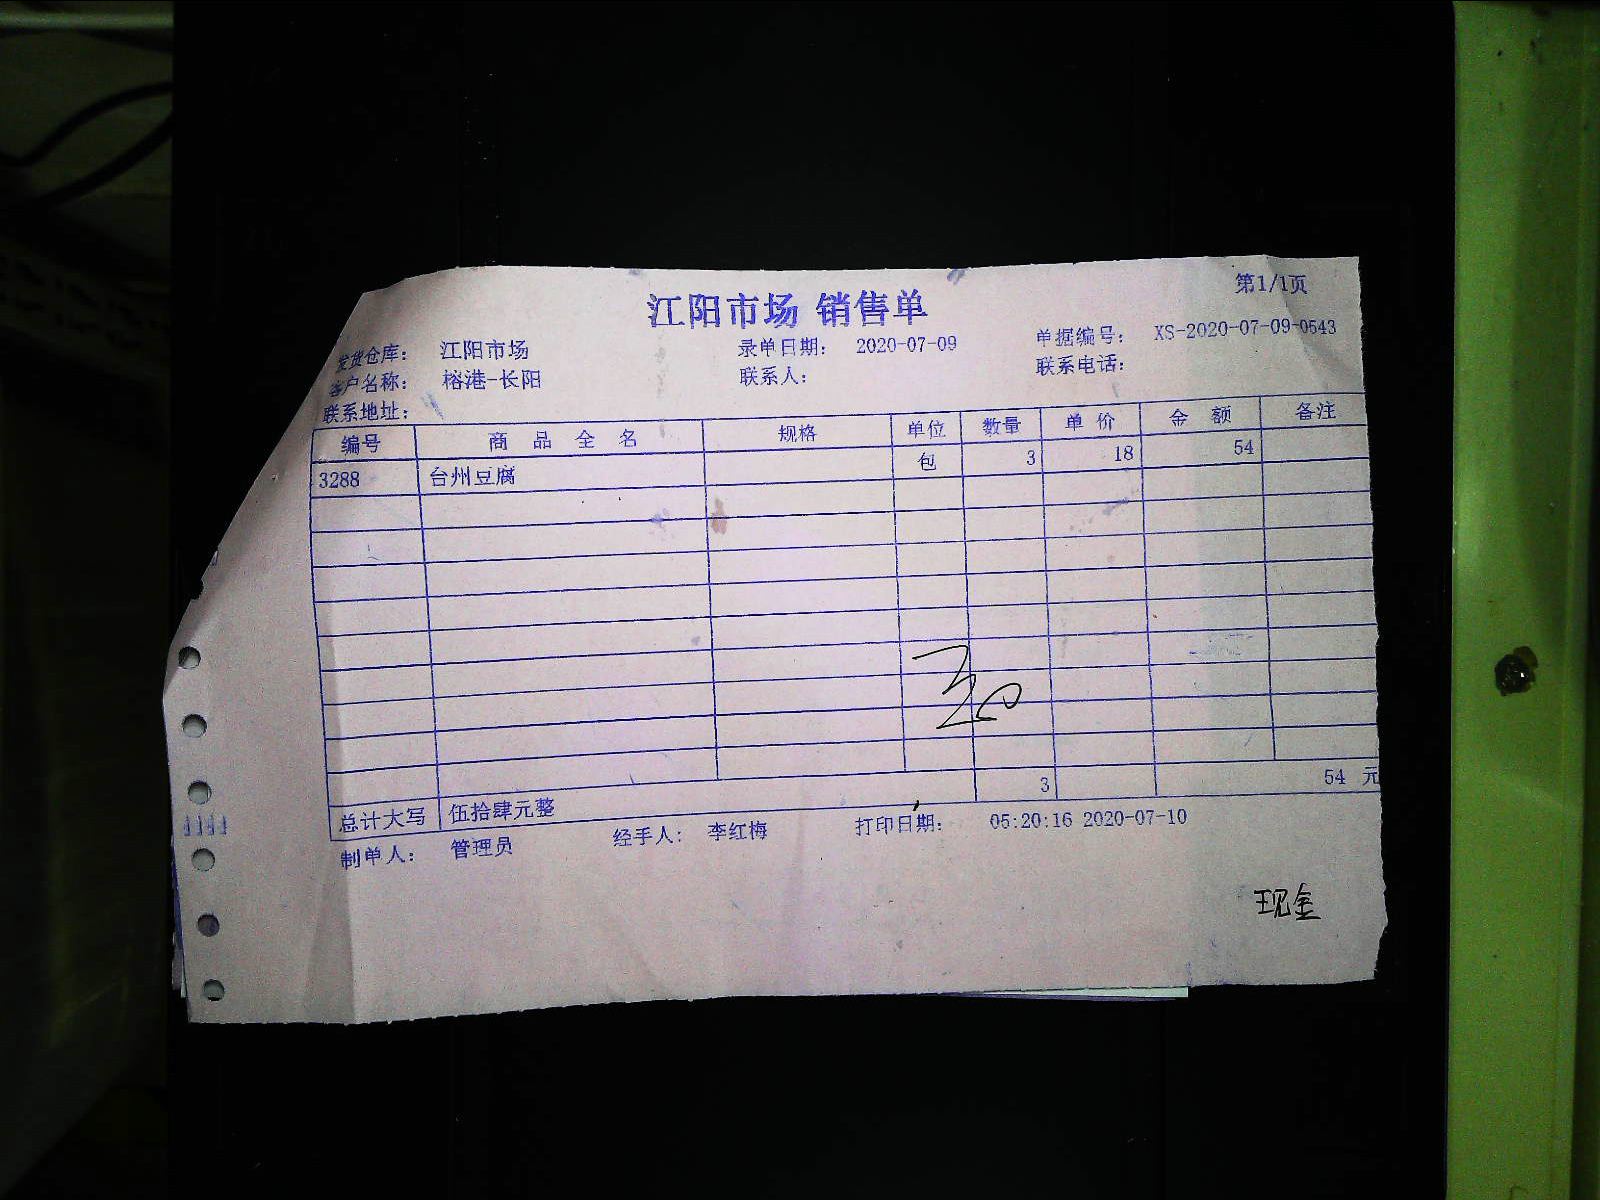 第1/1页
江阳市场 销售单
发货仓库： 江阳市场 录单日期： 2020-07-09 单据编号： XS-2020-07-09-0543
客户名称： 榕港-长阳 联系人： 联系电话：
联系地址：
编号 商品全名 规格 单位 数量 单价 金额 备注
3288 台州豆腐 包 3 18 54
3 54 元
总计大写 伍拾肆元整
制单人： 管理员 经手人： 李红梅 打印日期： 05:20:16 2020-07-10
现金